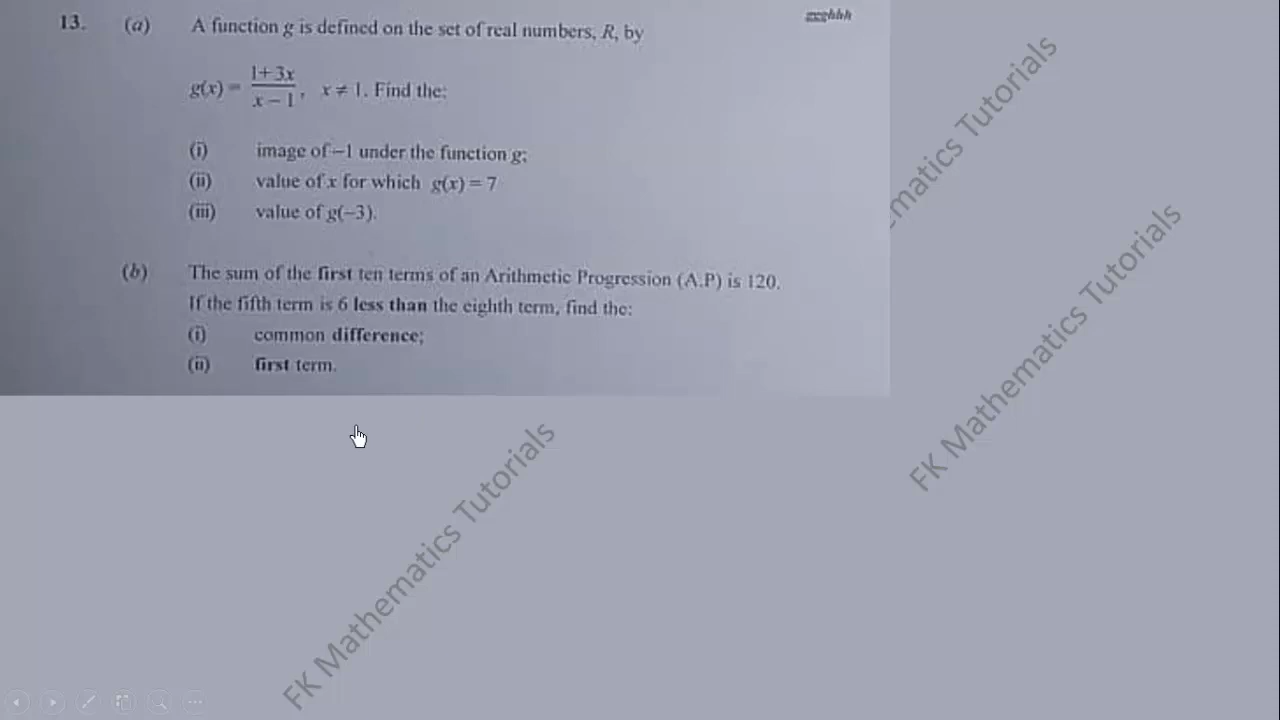 13. (a) A function g is defined on the set of real numbers, R, by
g(x) = \frac{1+3x}{x-1}, x ≠ 1. Find the:
(i) image of −1 under the function g;
(ii) value of x for which g(x) = 7
(iii) value of g(−3).
(b) The sum of the first ten terms of an Arithmetic Progression (A.P) is 120.
If the fifth term is 6 less than the eighth term, find the:
(i) common difference;
(ii) first term.
FK Mathematics Tutorials
FK Mathematics Tutorials
ematics Tutorials